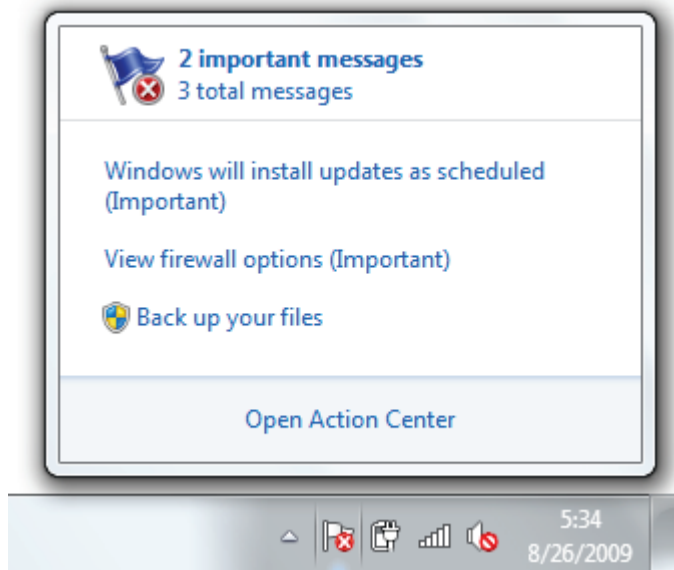 2 important messages
3 total messages
Windows will install updates as scheduled
(Important)
View firewall options (Important)
Back up your files
Open Action Center
5:34
8/26/2009